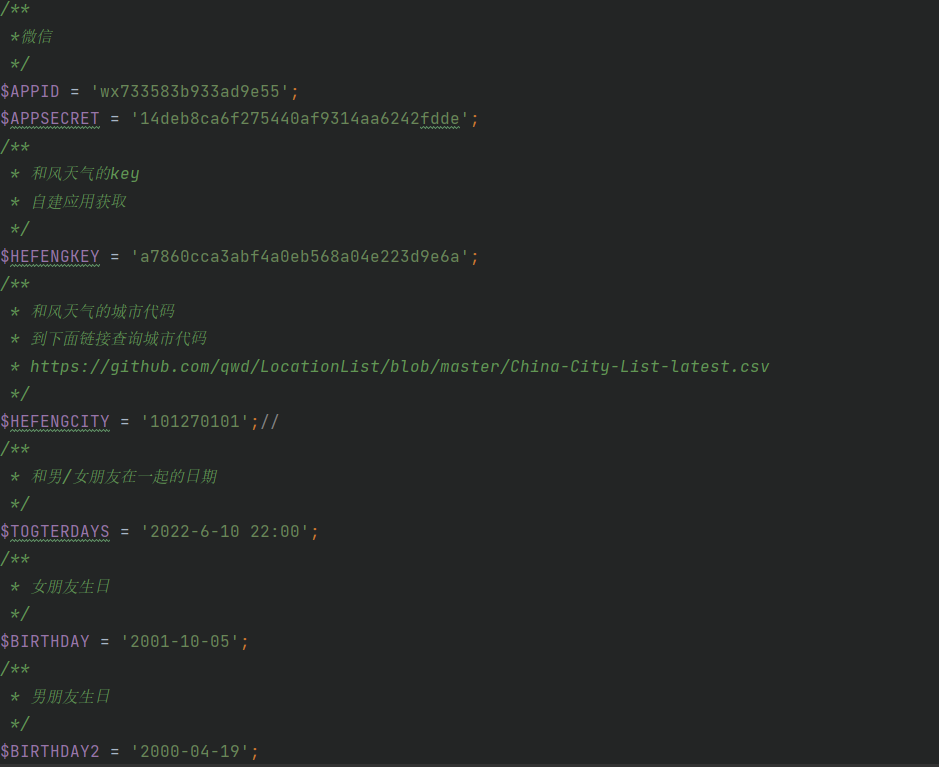 /**
 *微信
 */
$APPID = 'wx733583b933ad9e55';
$APPSECRET = '14deb8ca6f275440af9314aa6242fdde';
/**
 * 和风天气的key
 * 自建应用获取
 */
$HEFENGKEY = 'a7860cca3abf4a0eb568a04e223d9e6a';
/**
 * 和风天气的城市代码
 * 到下面链接查询城市代码
 * https://github.com/qwd/LocationList/blob/master/China-City-List-latest.csv
 */
$HEFENGCITY = '101270101';//
/**
 * 和男/女朋友在一起的日期
 */
$TOGTERDAYS = '2022-6-10 22:00';
/**
 * 女朋友生日
 */
$BIRTHDAY = '2001-10-05';
/**
 * 男朋友生日
 */
$BIRTHDAY2 = '2000-04-19';